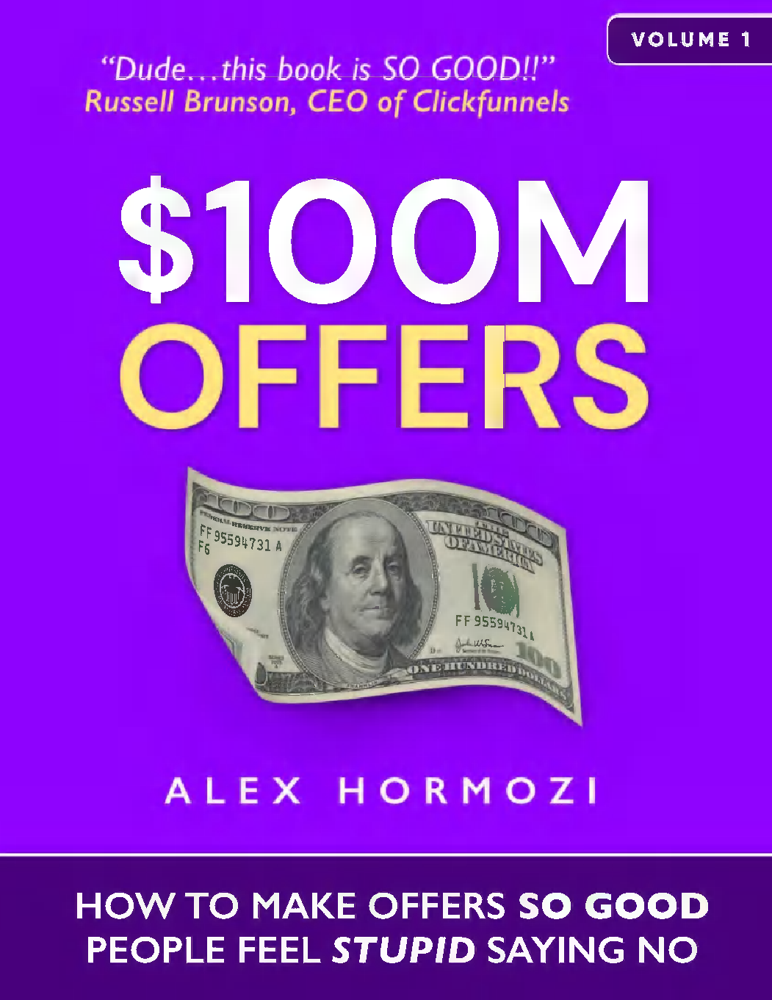 VOLUME 1
“Dude...this book is SO GOOD!!”
Russell Brunson, CEO of Clickfunnels
$100M
OFFERS
100
100
FEDERAL RESERVE NOTE
THE
UNITED STATES
OF AMERICA
FF 95594731 A
F6
FF 95594731 A
100
ONE HUNDRED DOLLARS
FRANKLIN
ALEX HORMOZI
HOW TO MAKE OFFERS SO GOOD
PEOPLE FEEL STUPID SAYING NO